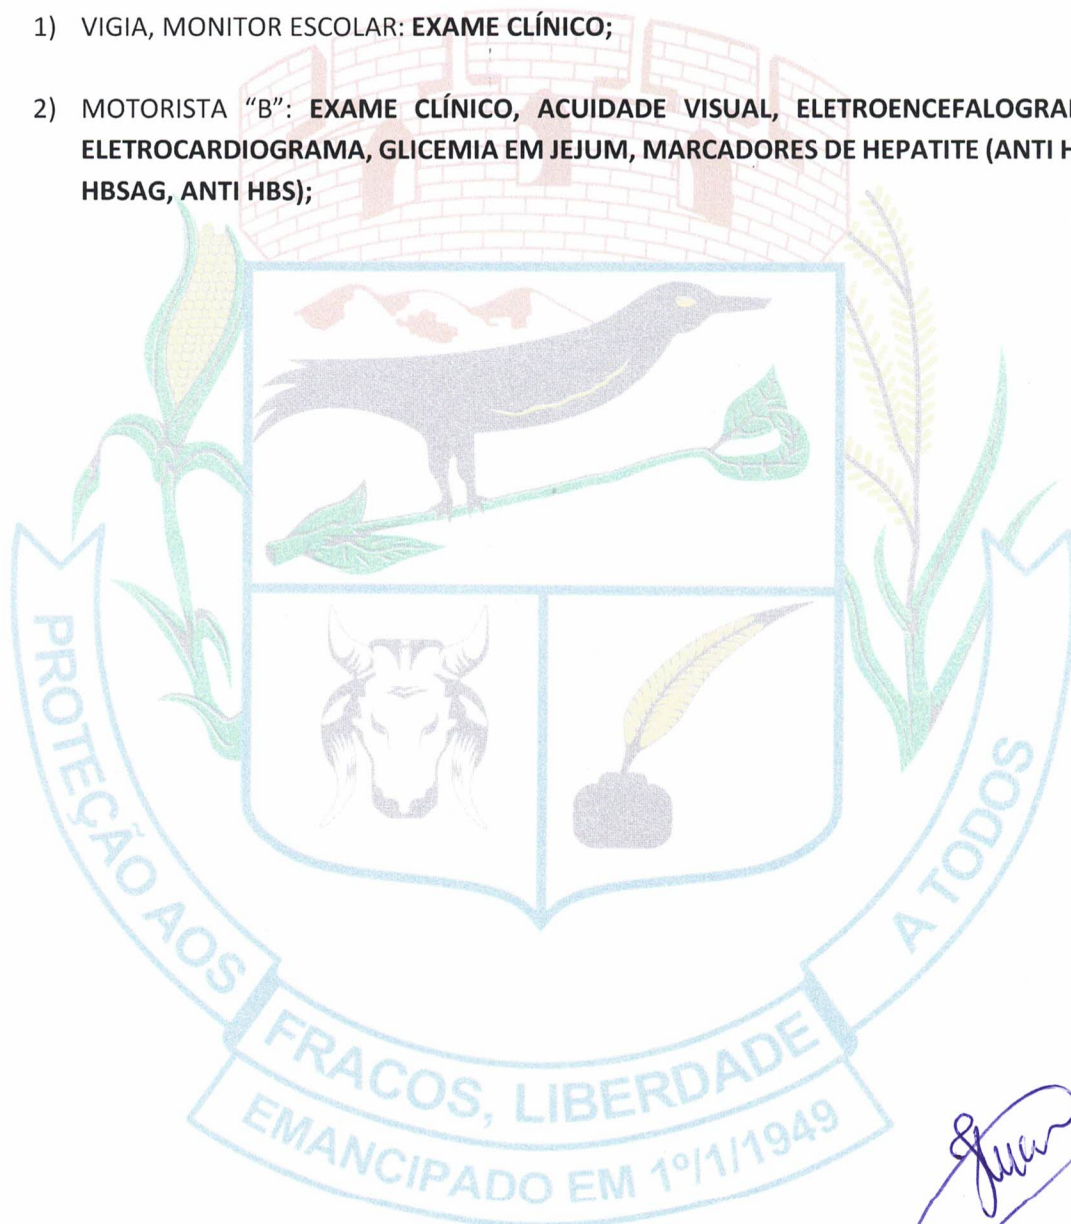 1) VIGIA, MONITOR ESCOLAR: EXAME CLÍNICO;
2) MOTORISTA “B”: EXAME CLÍNICO, ACUIDADE VISUAL,
ELETROCARDIOGRAMA, GLICEMIA EM JEJUM, MARCADORES DE HEPATITE (ANTI
HBSAG, ANTI HBS);
PROTEÇÃO AOS
FRACOS, LIBERDADE
A TODOS
EMANCIPADO EM 1º/1/1949